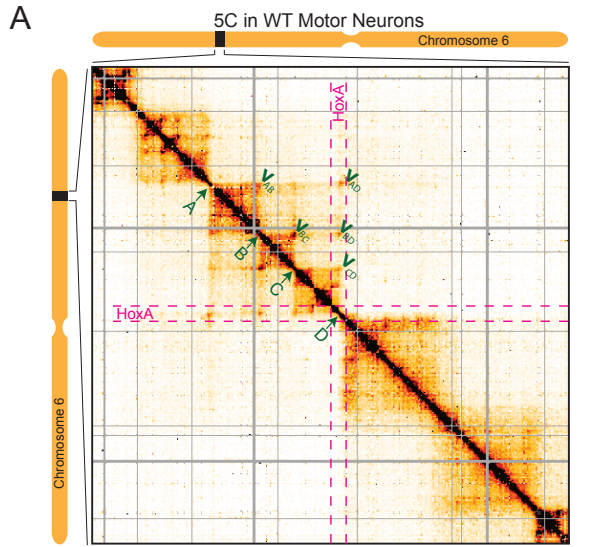 A
5C in WT Motor Neurons
Chromosome 6
HoxA
V AB
V AD
A
V BC
V BD
B
V CD
C
HoxA
D
Chromosome 6